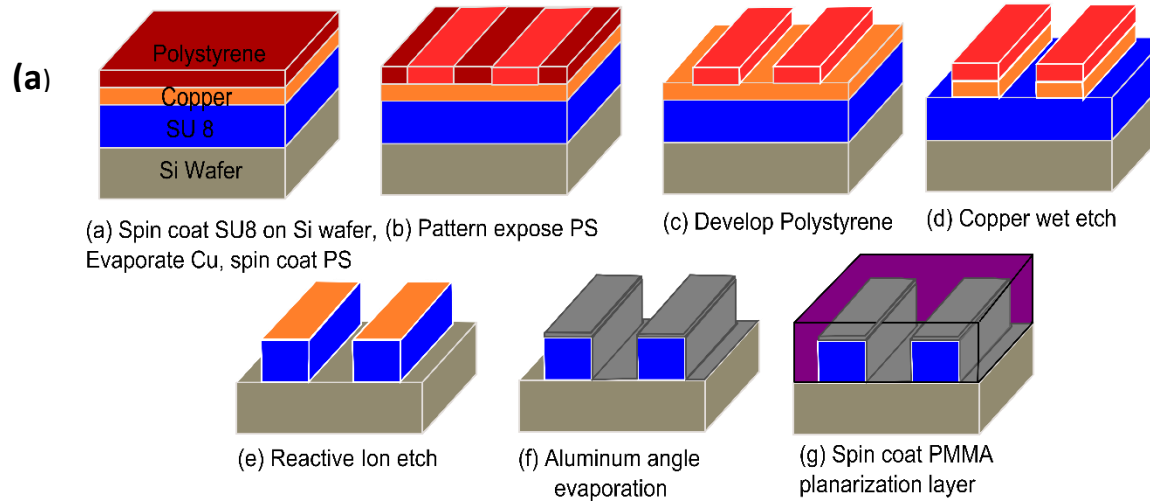 (a)
Polystyrene
Copper
SU 8
Si Wafer
(a) Spin coat SU8 on Si wafer,
Evaporate Cu, spin coat PS
(b) Pattern expose PS
(c) Develop Polystyrene
(d) Copper wet etch
(e) Reactive Ion etch
(f) Aluminum angle
evaporation
(g) Spin coat PMMA
planarization layer